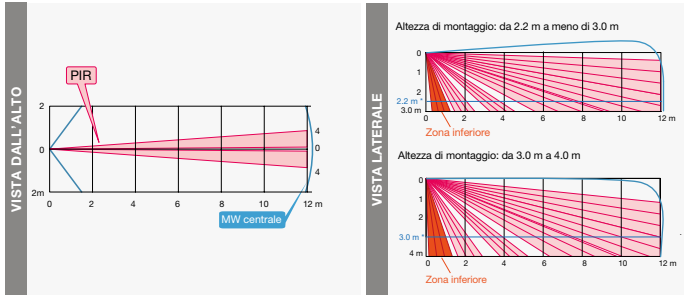 VISTA DALL'ALTO
PIR
2
0
2m
4
0
4
0 2 4 6 8 10 12 m
MW centrale
VISTA LATERALE
Altezza di montaggio: da 2.2 m a meno di 3.0 m
0
1
2
2.2 m *
3.0 m
0 2 4 6 8 10 12 m
Zona inferiore
Altezza di montaggio: da 3.0 m a 4.0 m
0
1
2
3.0 m *
4 m
0 2 4 6 8 10 12 m
Zona inferiore